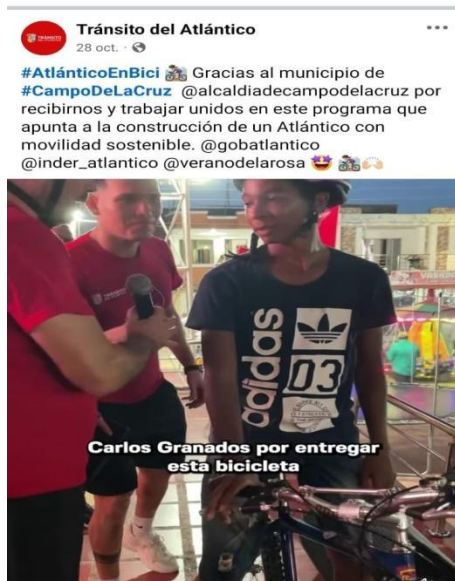 Tránsito del Atlántico
28 oct. ·
#AtlánticoEnBici Gracias al municipio de
#CampoDeLaCruz @alcaldiadecampodelacruz por
recibirnos y trabajar unidos en este programa que
apunta a la construcción de un Atlántico con
movilidad sostenible. @gobatlantico
@inder_atlantico @veranodelarosa
TRÁNSITO
adidas
03
Carlos Granados por entregar
esta bicicleta